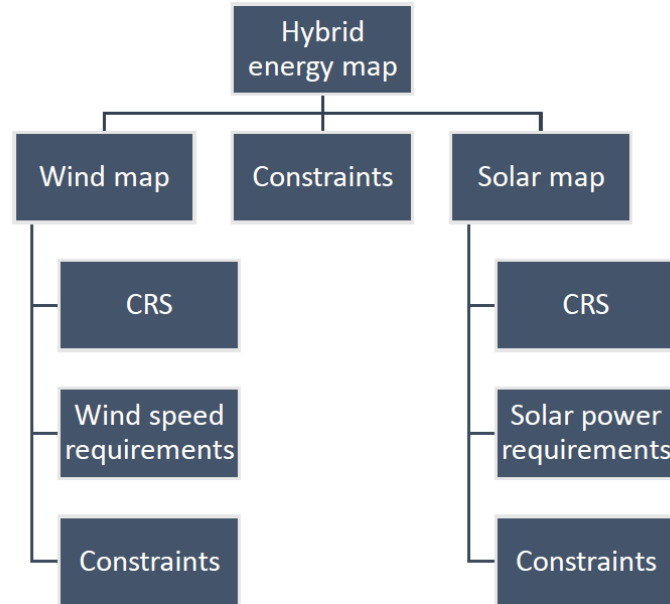 Hybrid
energy map
Wind map
Constraints
Solar map
CRS
CRS
Wind speed
requirements
Solar power
requirements
Constraints
Constraints